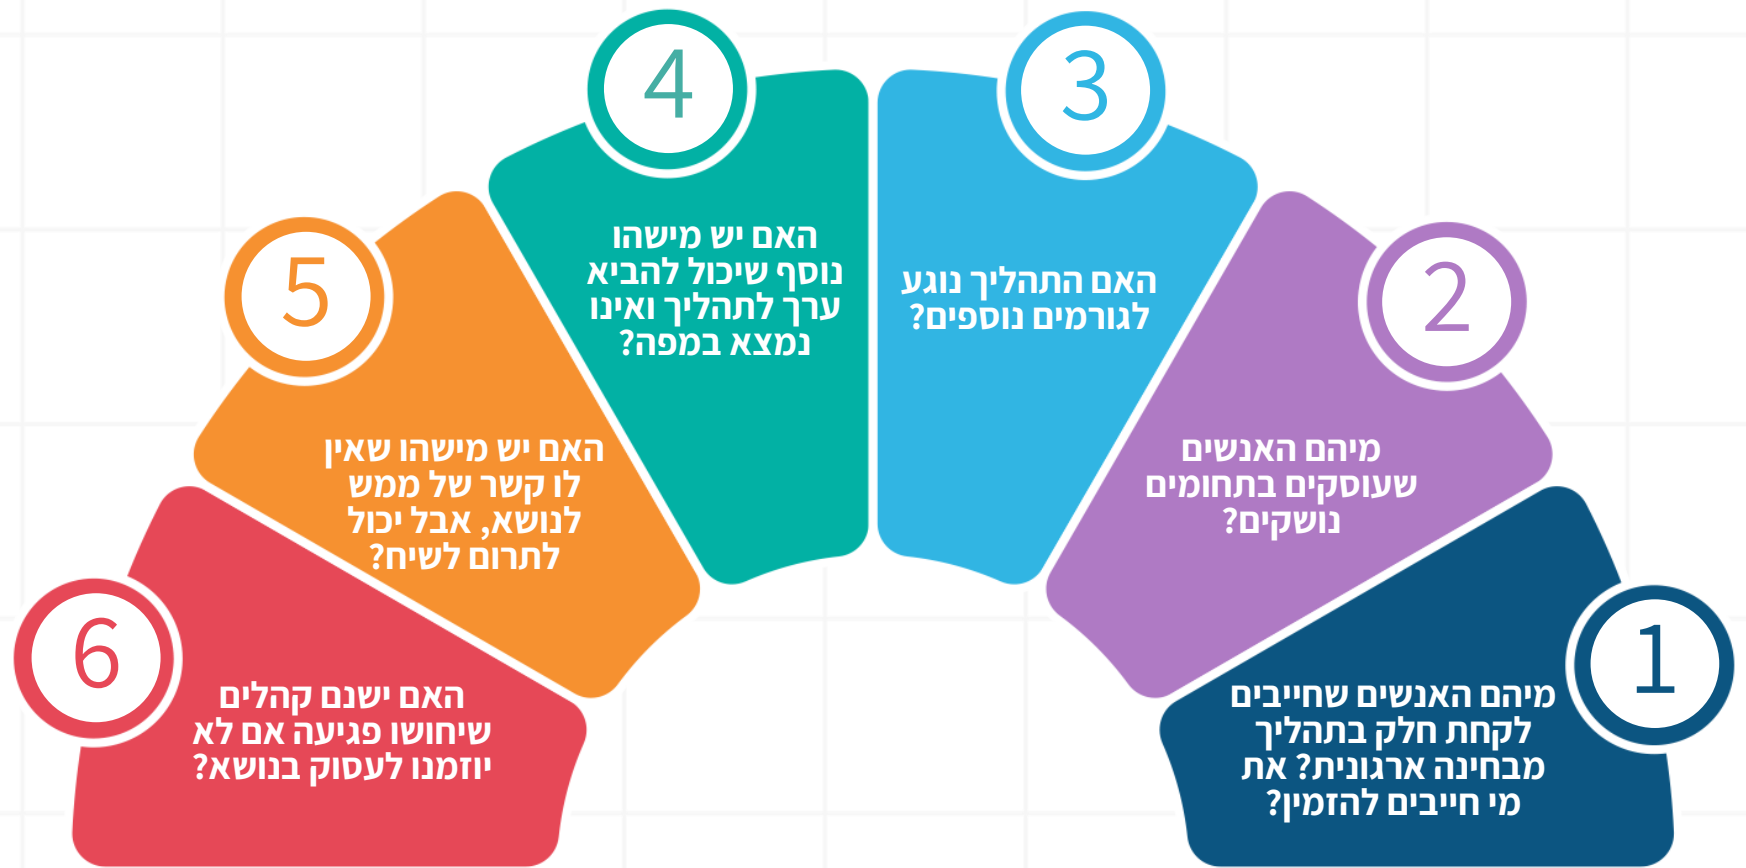 1
מיהם האנשים שחייבים
לקחת חלק בתהליך
מבחינה ארגונית? את
מי חייבים להזמין?
2
מיהם האנשים
שעוסקים בתחומים
נושקים?
3
האם התהליך נוגע
לגורמים נוספים?
4
האם יש מישהו
נוסף שיכול להביא
ערך לתהליך ואינו
נמצא במפה?
5
האם יש מישהו שאין
לו קשר של ממש
לנושא, אבל יכול
לתרום לשיח?
6
האם ישנם קהלים
שיחושו פגיעה אם לא
יוזמנו לעסוק בנושא?